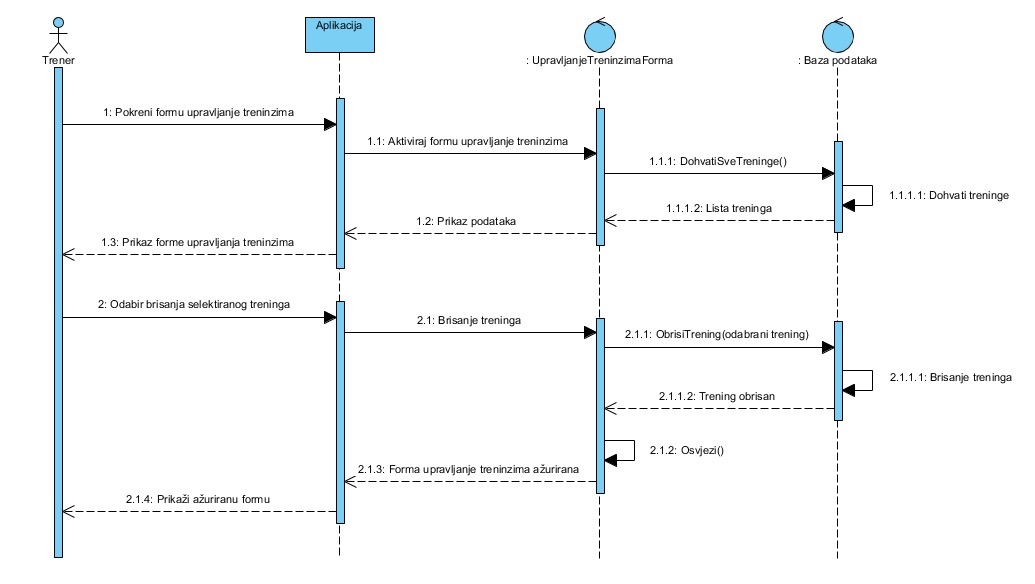 Aplikacija
Trener
: UpravljanjeTreninzimaForma
: Baza podataka
1: Pokreni formu upravljanje treninzima
1.1: Aktiviraj formu upravljanje treninzima
1.1.1: DohvatiSveTreninge()
1.1.1.1: Dohvati treninge
1.1.1.2: Lista treninga
1.2: Prikaz podataka
1.3: Prikaz forme upravljanja treninzima
2: Odabir brisanja selektiranog treninga
2.1: Brisanje treninga
2.1.1: ObrisiTrening(odabrani trening)
2.1.1.1: Brisanje treninga
2.1.1.2: Trening obrisan
2.1.2: Osvjezi()
2.1.3: Forma upravljanje treninzima ažurirana
2.1.4: Prikaži ažuriranu formu